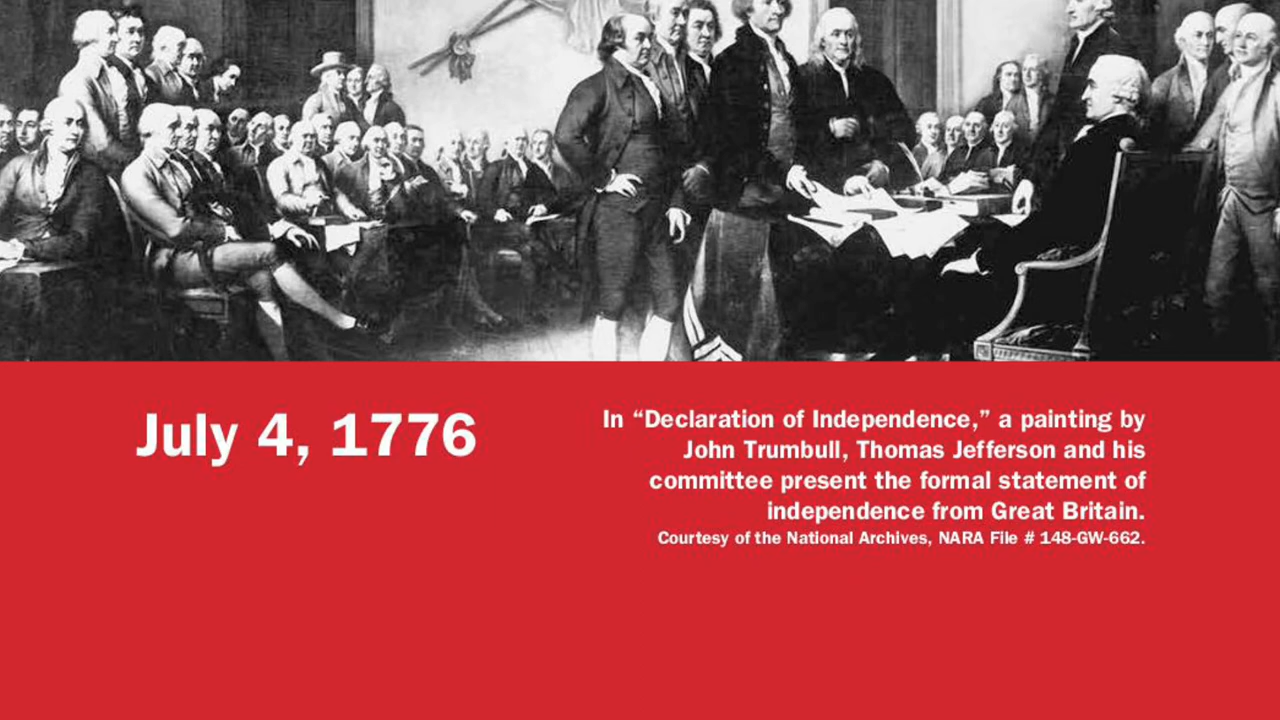 July 4, 1776
In “Declaration of Independence,” a painting by
John Trumbull, Thomas Jefferson and his
committee present the formal statement of
independence from Great Britain.
Courtesy of the National Archives, NARA File # 148-GW-662.